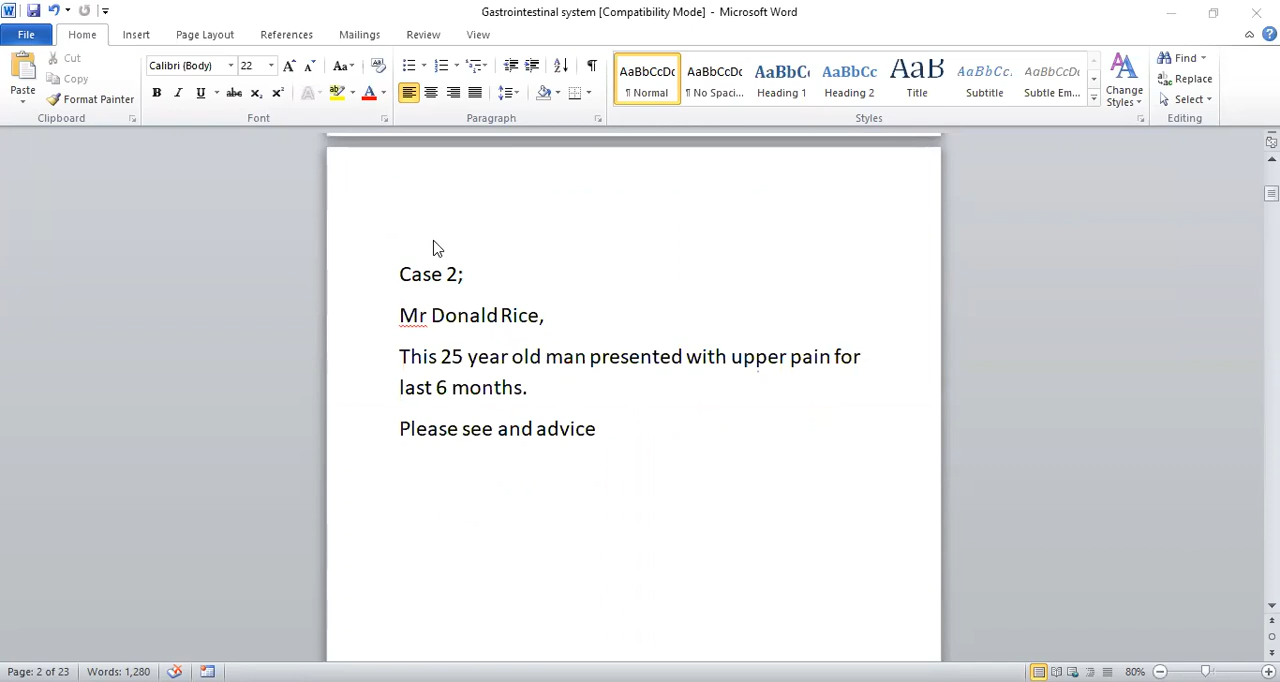 Gastrointestinal system [Compatibility Mode] - Microsoft Word
File Home Insert Page Layout References Mailings Review View
Cut
Copy
Format Painter
Paste
Clipboard
Calibri (Body) 22
Font
Paragraph
AaBbCcDc AaBbCcDc AaBbC AaBbCc AaB AaBbCc. AaBbCcDc
¶ Normal ¶ No Spaci... Heading 1 Heading 2 Title Subtitle Subtle Em...
Styles
Change
Styles
Find
Replace
Select
Editing
Case 2;
Mr Donald Rice,
This 25 year old man presented with upper pain for
last 6 months.
Please see and advice
Page: 2 of 23 Words: 1,280 80%